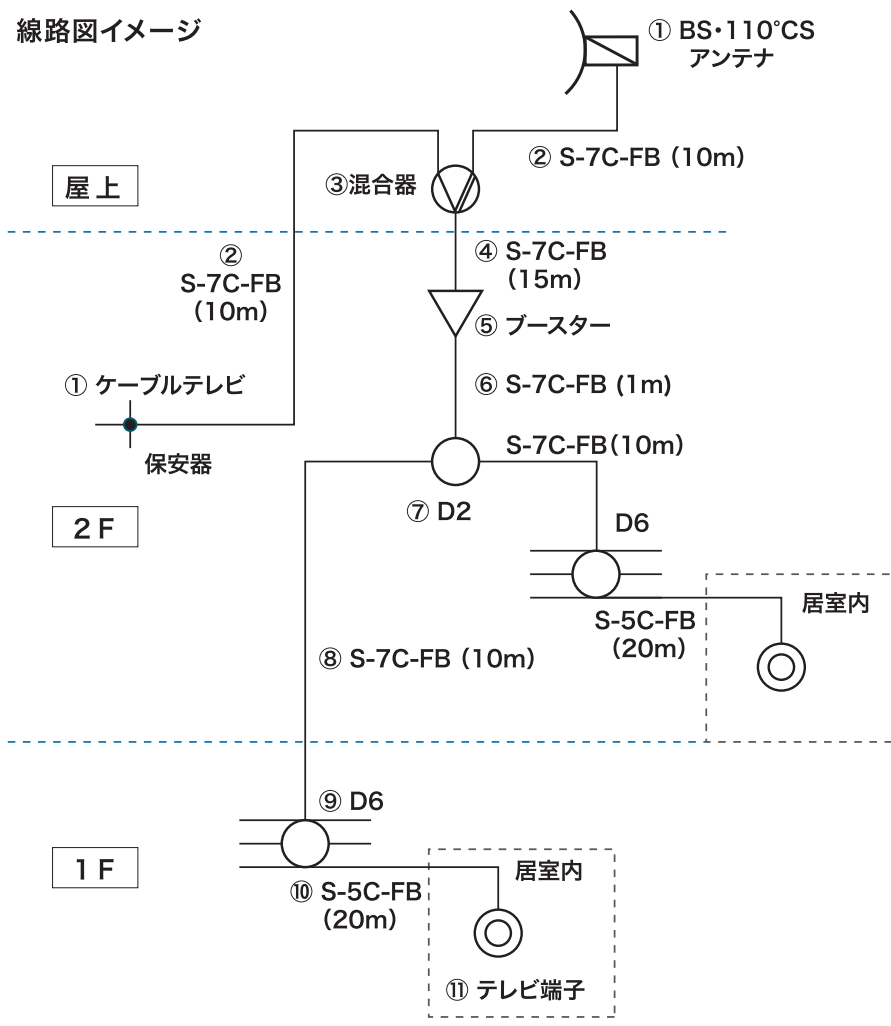 線路図イメージ
① BS・110°CS
アンテナ
② S-7C-FB（10m）
③混合器
屋上
②
S-7C-FB
（10m）
④ S-7C-FB
（15m）
⑤ ブースター
① ケーブルテレビ
⑥ S-7C-FB (1m)
保安器
S-7C-FB（10m）
⑦ D2
2F
D6
居室内
S-5C-FB
（20m）
⑧ S-7C-FB（10m）
⑨ D6
1F
居室内
⑩ S-5C-FB
（20m）
⑪ テレビ端子